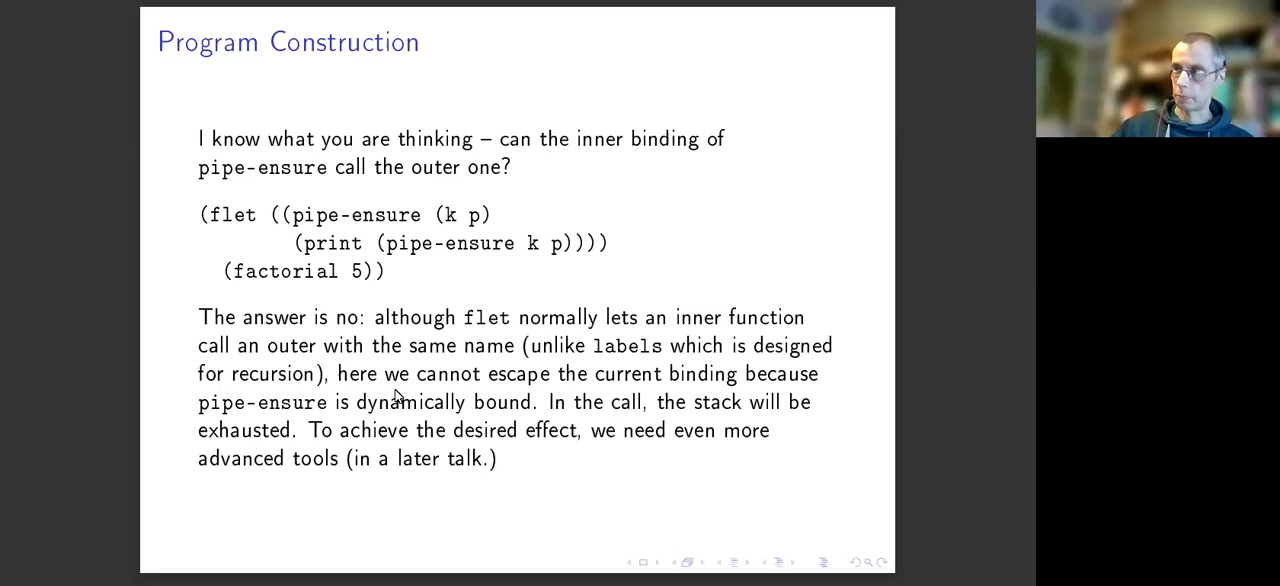 Program Construction
I know what you are thinking – can the inner binding of
pipe-ensure call the outer one?
(flet ((pipe-ensure (k p)
(print (pipe-ensure k p))))
(factorial 5))
The answer is no: although flet normally lets an inner function
call an outer with the same name (unlike labels which is designed
for recursion), here we cannot escape the current binding because
pipe-ensure is dynamically bound. In the call, the stack will be
exhausted. To achieve the desired effect, we need even more
advanced tools (in a later talk.)